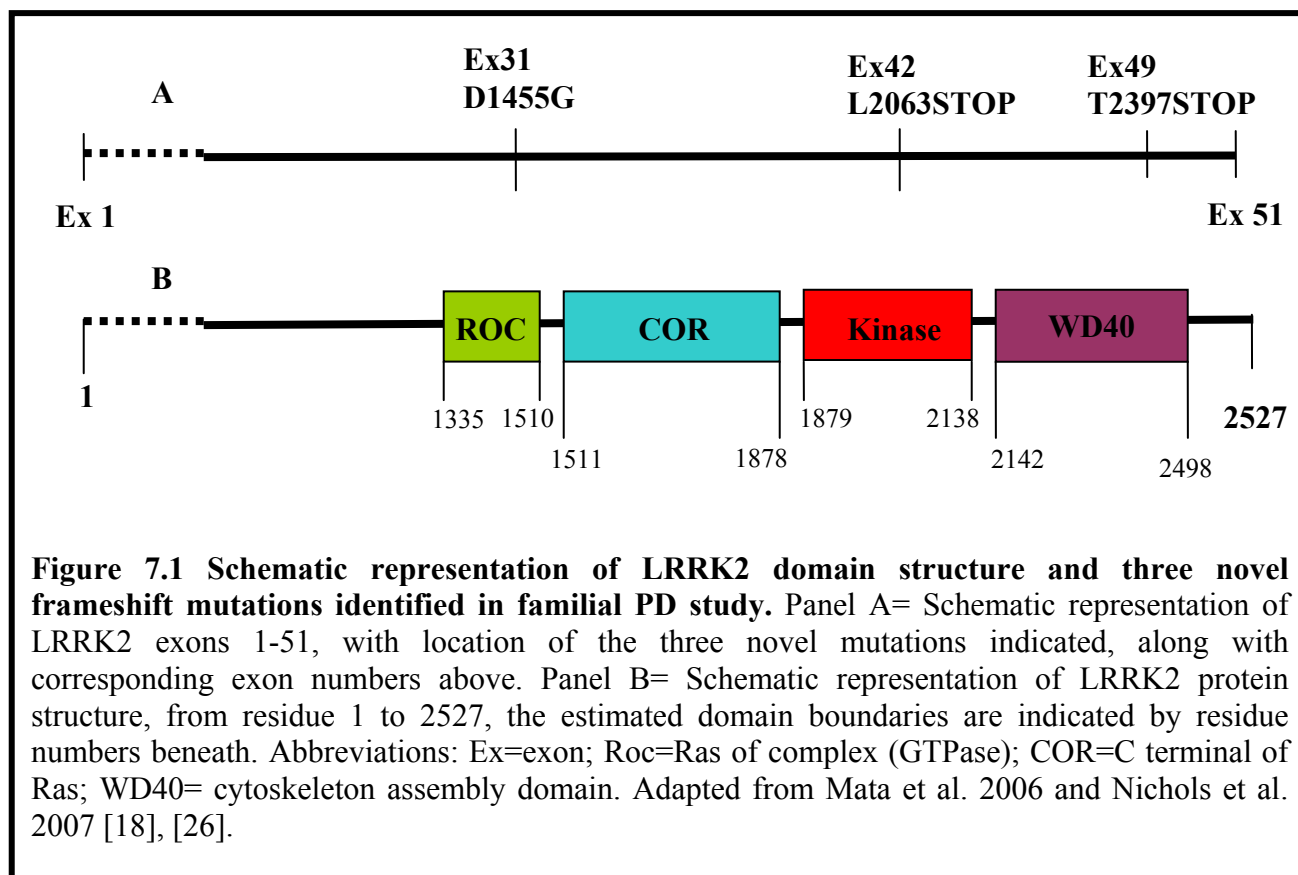 A
Ex31
D1455G
Ex42
L2063STOP
Ex49
T2397STOP
Ex 1
Ex 51
B
ROC
COR
Kinase
WD40
1
1335
1510
1511
1878
1879
2138
2142
2498
2527
Figure 7.1 Schematic representation of LRRK2 domain structure and three novel
frameshift mutations identified in familial PD study. Panel A= Schematic representation of
LRRK2 exons 1-51, with location of the three novel mutations indicated, along with
corresponding exon numbers above. Panel B= Schematic representation of LRRK2 protein
structure, from residue 1 to 2527, the estimated domain boundaries are indicated by residue
numbers beneath. Abbreviations: Ex=exon; Roc=Ras of complex (GTPase); COR=C terminal of
Ras; WD40= cytoskeleton assembly domain. Adapted from Mata et al. 2006 and Nichols et al.
2007 [18], [26].